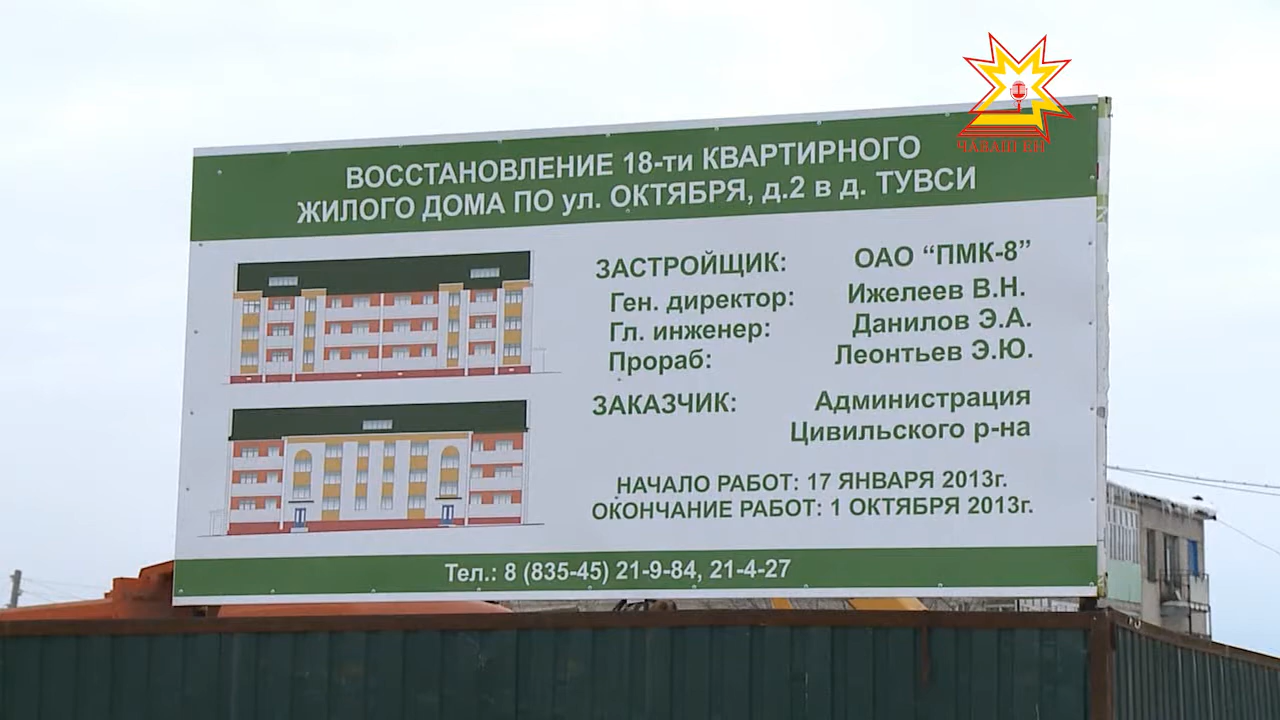 ЧӐВАШ ЕН
ВОССТАНОВЛЕНИЕ 18-ти КВАРТИРНОГО
ЖИЛОГО ДОМА ПО ул. ОКТЯБРЯ, д.2 в д. ТУВСИ
ЗАСТРОЙЩИК: ОАО “ПМК-8”
Ген. директор: Ижелеев В.Н.
Гл. инженер: Данилов Э.А.
Прораб: Леонтьев Э.Ю.
ЗАКАЗЧИК: Администрация
Цивильского р-на
НАЧАЛО РАБОТ: 17 ЯНВАРЯ 2013г.
ОКОНЧАНИЕ РАБОТ: 1 ОКТЯБРЯ 2013г.
Тел.: 8 (835-45) 21-9-84, 21-4-27